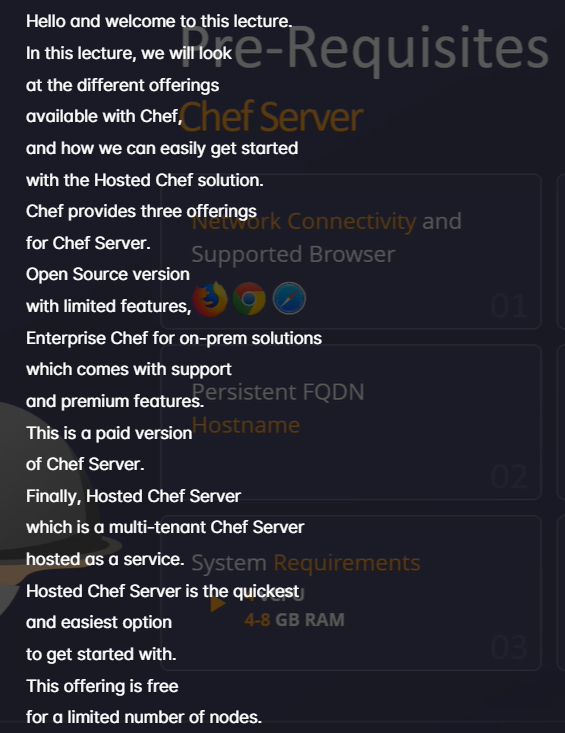 Hello and welcome to this lecture.
In this lecture, we will look
at the different offerings
available with Chef,
and how we can easily get started
with the Hosted Chef solution.
Chef provides three offerings
for Chef Server.
Open Source version
with limited features,
Enterprise Chef for on-prem solutions
which comes with support
and premium features.
This is a paid version
of Chef Server.
Finally, Hosted Chef Server
which is a multi-tenant Chef Server
hosted as a service.
Hosted Chef Server is the quickest
and easiest option
to get started with.
This offering is free
for a limited number of nodes.
Pre-Requisites
Chef Server
Network Connectivity and
Supported Browser
01
Persistent FQDN
Hostname
02
System Requirements
4-8 GB RAM
03